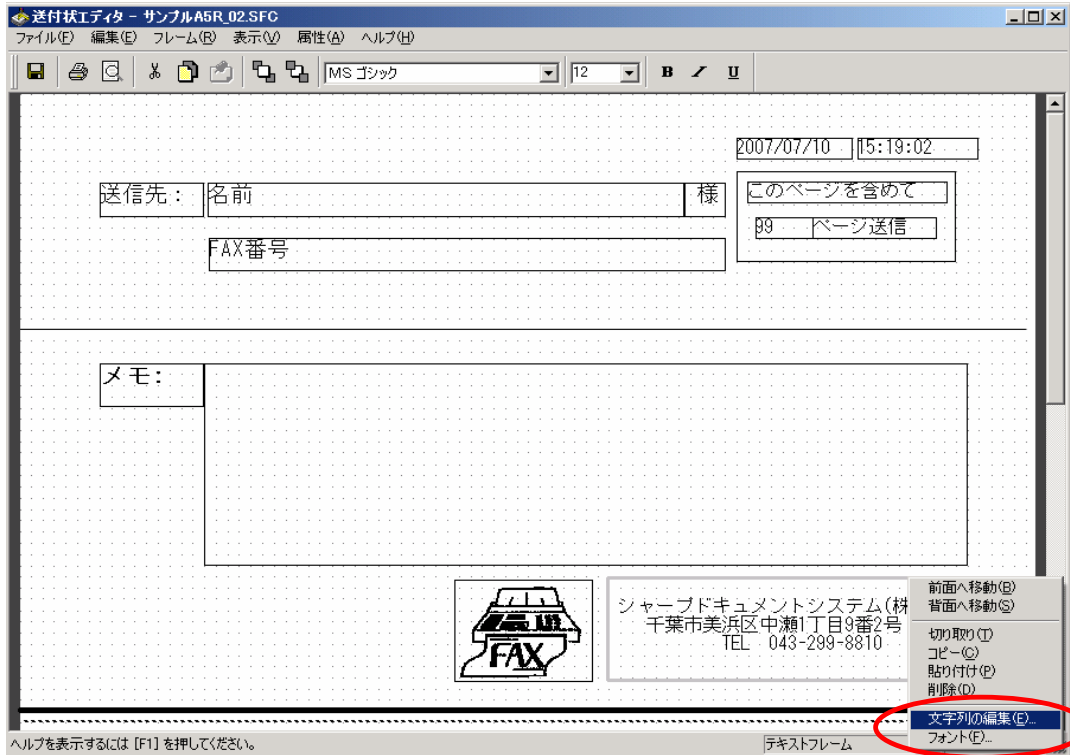 送付状エディタ - サンプルA5R_02.SFC
ファイル(F) 編集(E) フレーム(R) 表示(V) 属性(A) ヘルプ(H)
MS ゴシック 12 B I U
2007/07/10 15:19:02
送信先： 名前 様 このページを含めて
99 ページ送信
FAX番号
メモ：
FAX
シャープドキュメントシステム(株
千葉市美浜区中瀬1丁目9番2号
TEL 043-299-8810
前面へ移動(B)
背面へ移動(S)
切り取り(T)
コピー(C)
貼り付け(P)
削除(D)
文字列の編集(E)...
フォント(F)...
ヘルプを表示するには [F1] を押してください。 テキストフレーム